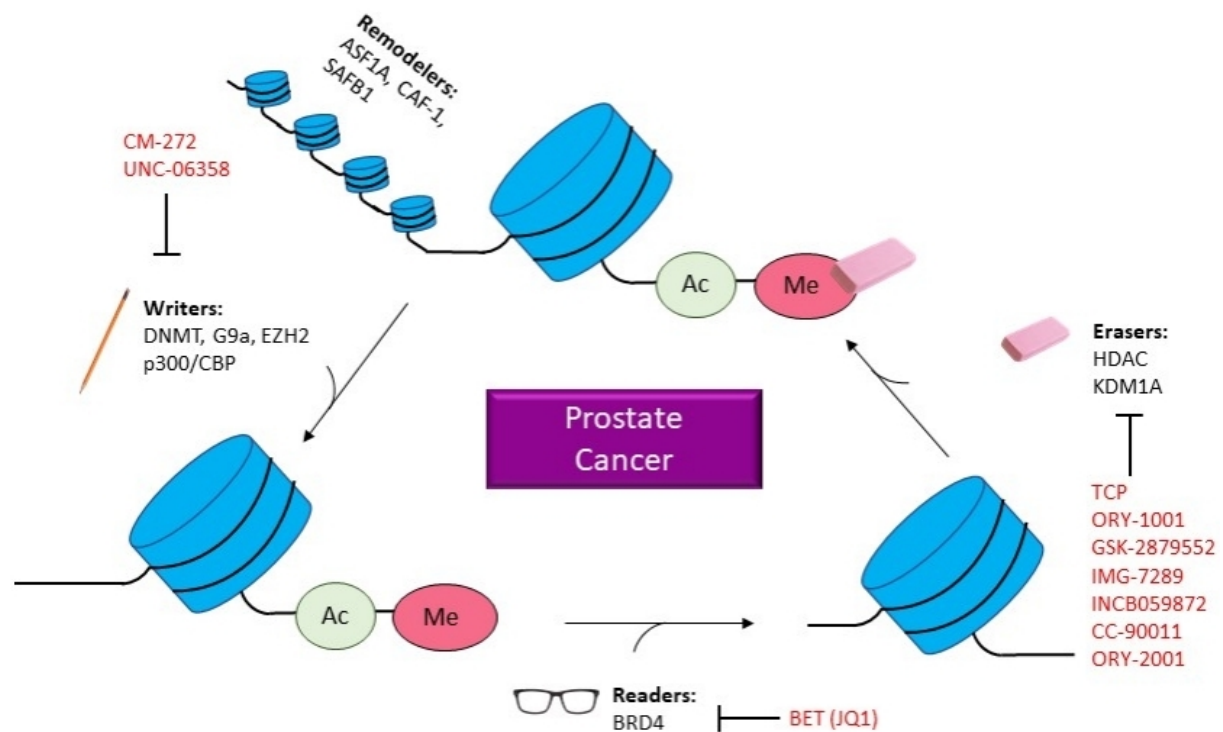 Remodelers:
ASF1A, CAF-1,
SAFB1
CM-272
UNC-06358
Ac
Me
Writers:
DNMT, G9a, EZH2
p300/CBP
Erasers:
HDAC
KDM1A
Prostate
Cancer
TCP
ORY-1001
GSK-2879552
IMG-7289
INCB059872
CC-90011
ORY-2001
Ac
Me
Readers:
BRD4
BET (JQ1)